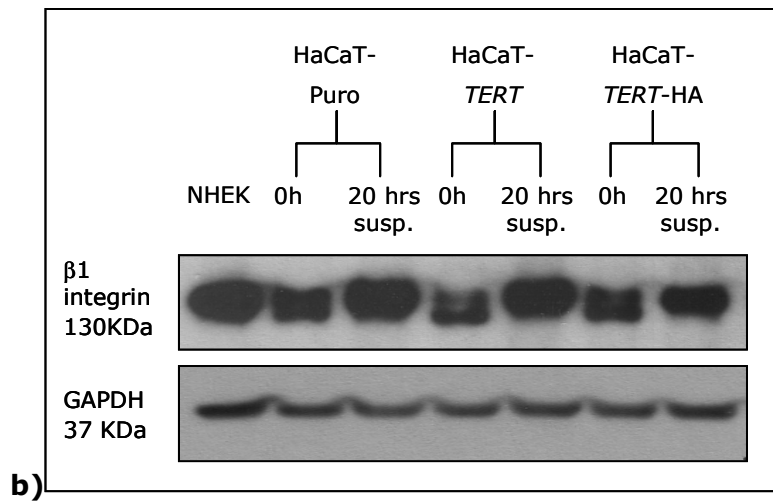 HaCaT- HaCaT- HaCaT-
Puro TERT TERT-HA
NHEK 0h 20 hrs 0h 20 hrs 0h 20 hrs
susp. susp. susp.
β1
integrin
130KDa
GAPDH
37 KDa
b)